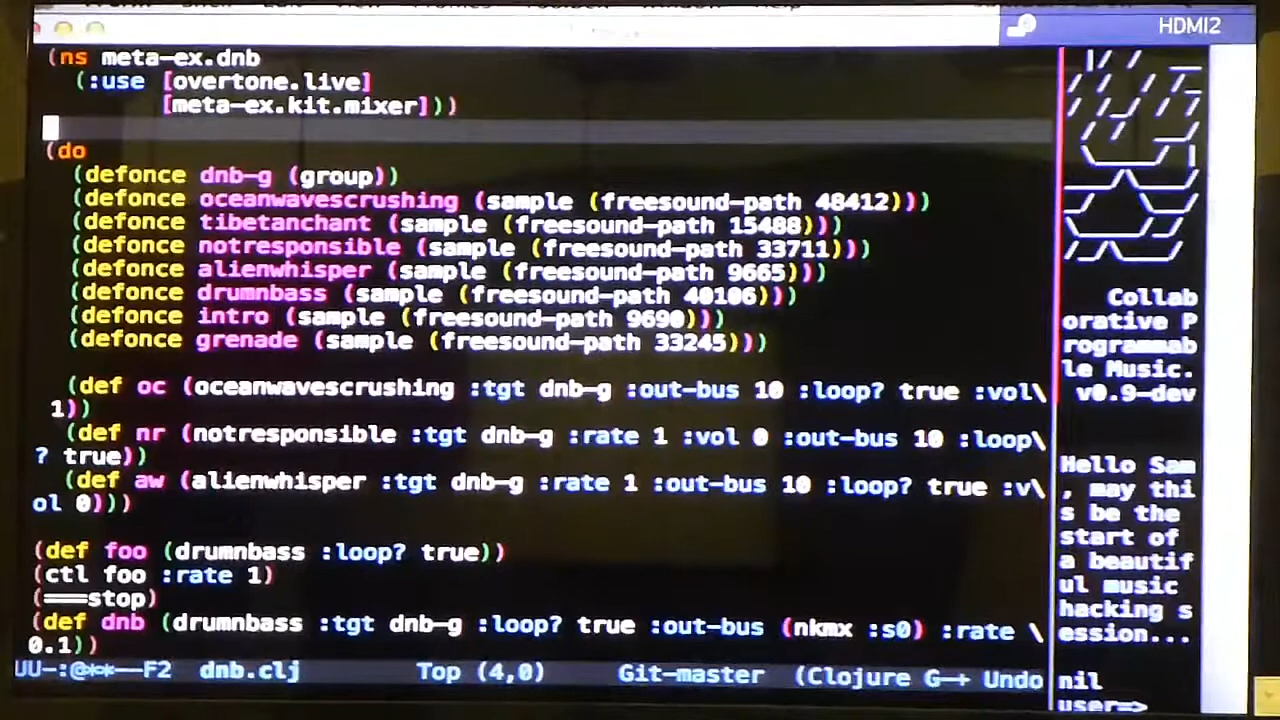 HDMI2
(ns meta-ex.dnb
(:use [overtone.live]
[meta-ex.kit.mixer]))
(do
(defonce dnb-g (group))
(defonce oceanwavescrushing (sample (freesound-path 48412)))
(defonce tibetanchant (sample (freesound-path 15488)))
(defonce notresponsible (sample (freesound-path 33711)))
(defonce alienwhisper (sample (freesound-path 9665)))
(defonce drumnbass (sample (freesound-path 40106)))
(defonce intro (sample (freesound-path 9690)))
(defonce grenade (sample (freesound-path 33245)))
(def oc (oceanwavescrushing :tgt dnb-g :out-bus 10 :loop? true :vol\
1))
(def nr (notresponsible :tgt dnb-g :rate 1 :vol 0 :out-bus 10 :loop\
? true))
(def aw (alienwhisper :tgt dnb-g :rate 1 :out-bus 10 :loop? true :v\
ol 0)))
(def foo (drumnbass :loop? true))
(ctl foo :rate 1)
(===stop)
(def dnb (drumnbass :tgt dnb-g :loop? true :out-bus (nkmx :s0) :rate \
0.1))
UU-:@**--F2 dnb.clj Top (4,0) Git-master (Clojure G-+ Undo
Collab
orative P
rogrammab
le Music.
v0.9-dev
Hello Sam
, may thi
s be the
start of
a beautif
ul music
hacking s
ession...
nil
user=>